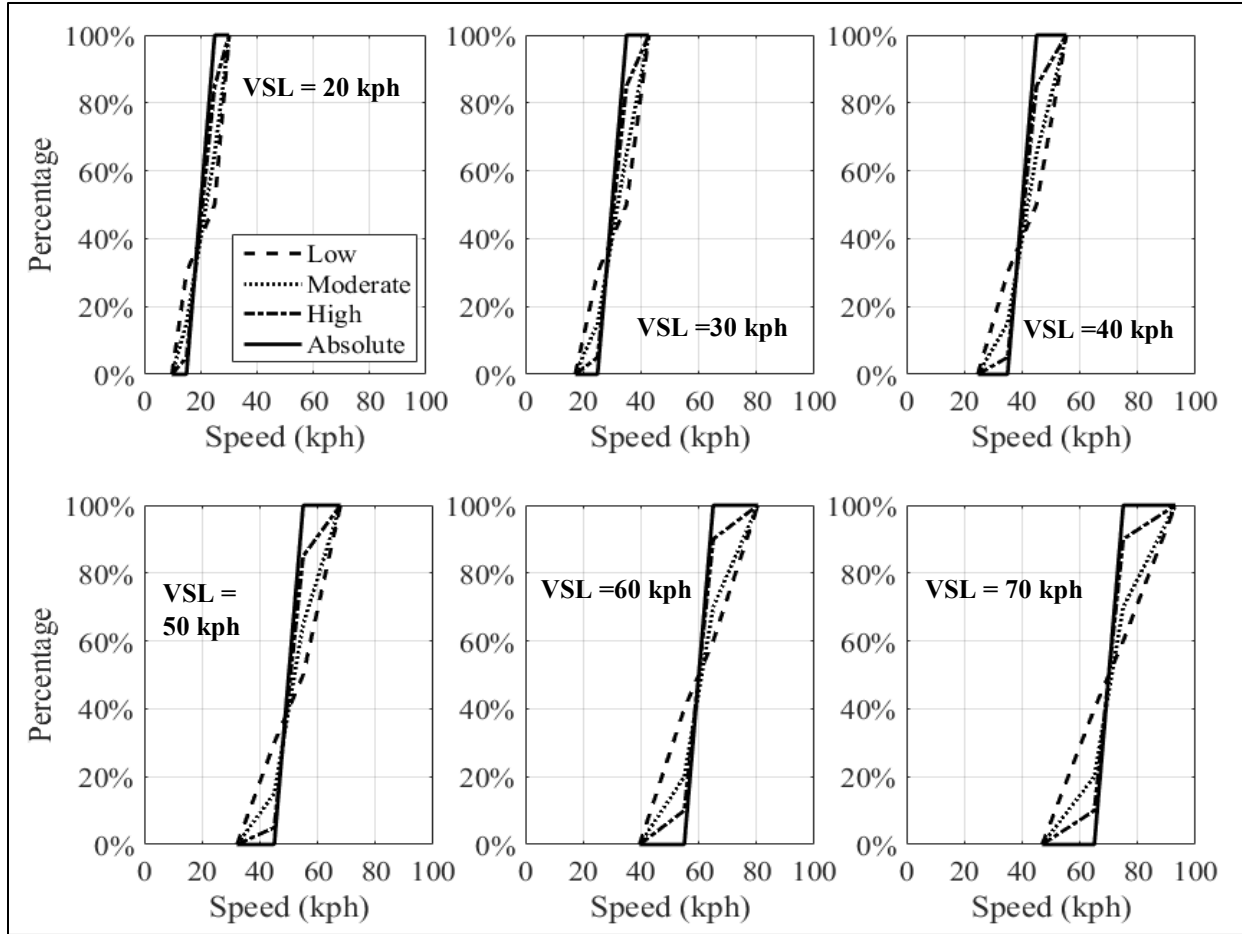 100%
80%
60%
40%
20%
0%
Percentage
VSL = 20 kph
Low
Moderate
High
Absolute
0 20 40 60 80 100
Speed (kph)
100%
80%
60%
40%
20%
0%
VSL =30 kph
0 20 40 60 80 100
Speed (kph)
100%
80%
60%
40%
20%
0%
VSL =40 kph
0 20 40 60 80 100
Speed (kph)
100%
80%
60%
40%
20%
0%
Percentage
VSL =
50 kph
0 20 40 60 80 100
Speed (kph)
100%
80%
60%
40%
20%
0%
VSL =60 kph
0 20 40 60 80 100
Speed (kph)
100%
80%
60%
40%
20%
0%
VSL = 70 kph
0 20 40 60 80 100
Speed (kph)